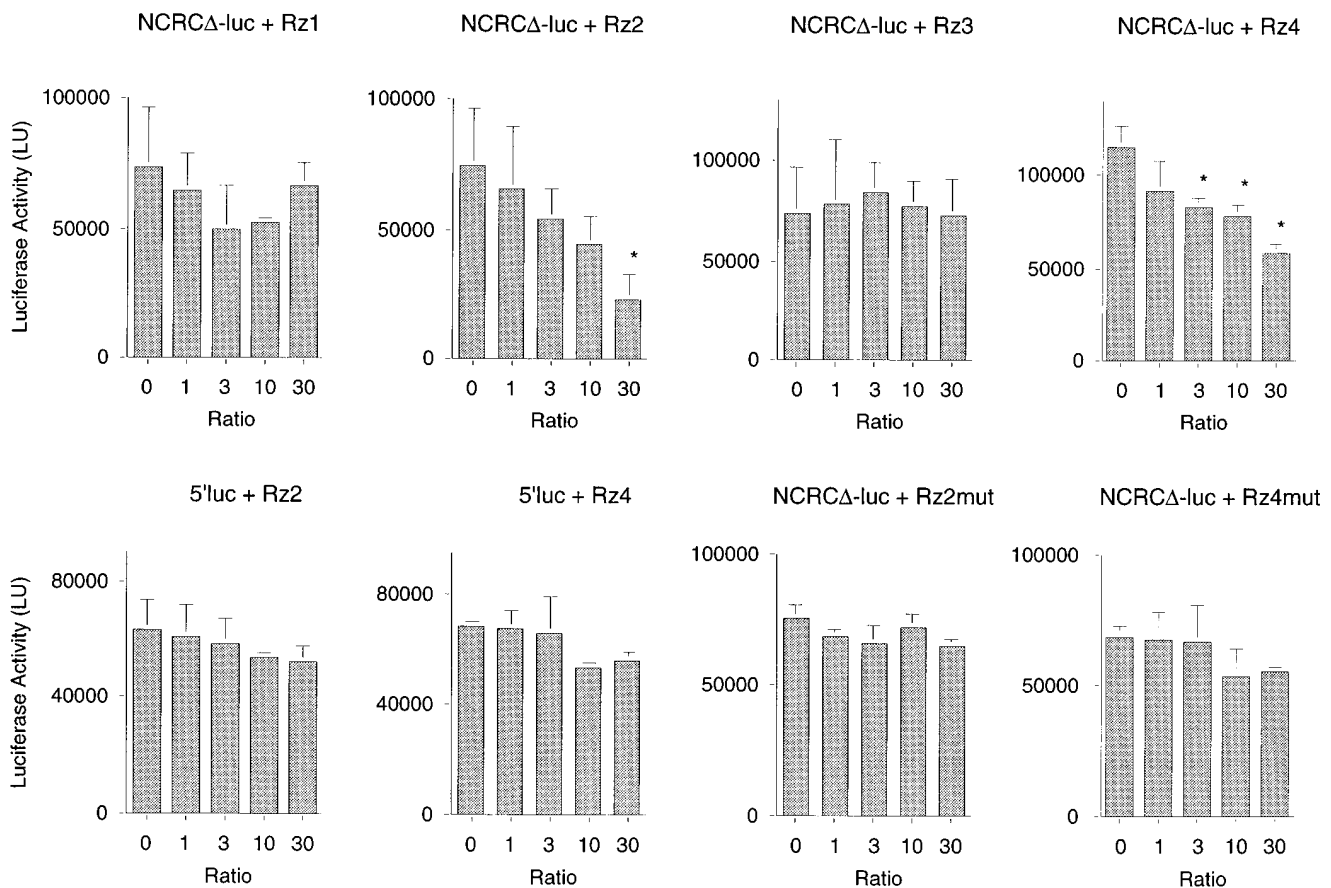 NCRCΔ-luc + Rz1
NCRCΔ-luc + Rz2
NCRCΔ-luc + Rz3
NCRCΔ-luc + Rz4
Luciferase Activity (LU)
100000
50000
0
0 1 3 10 30
Ratio
100000
50000
0
*
0 1 3 10 30
Ratio
100000
50000
0
0 1 3 10 30
Ratio
100000
50000
0
* * *
0 1 3 10 30
Ratio
5'luc + Rz2
5'luc + Rz4
NCRCΔ-luc + Rz2mut
NCRCΔ-luc + Rz4mut
Luciferase Activity (LU)
80000
40000
0
0 1 3 10 30
Ratio
80000
40000
0
0 1 3 10 30
Ratio
100000
50000
0
0 1 3 10 30
Ratio
100000
50000
0
0 1 3 10 30
Ratio